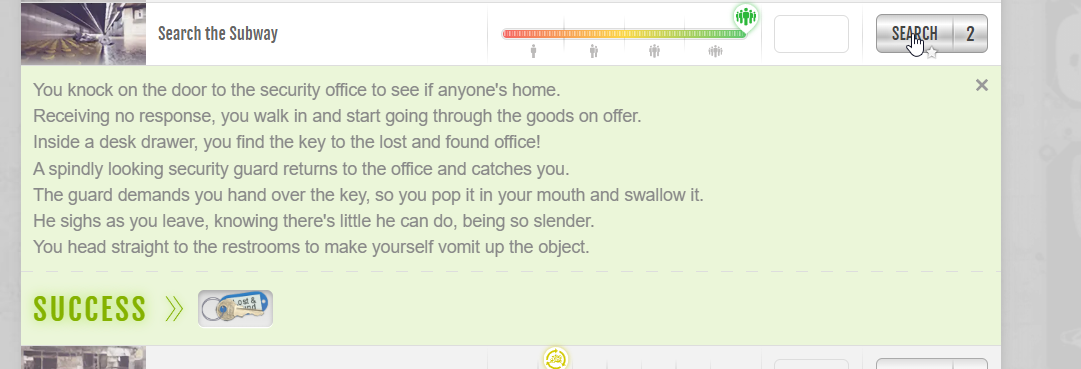 Search the Subway
SEARCH 2
You knock on the door to the security office to see if anyone's home.
Receiving no response, you walk in and start going through the goods on offer.
Inside a desk drawer, you find the key to the lost and found office!
A spindly looking security guard returns to the office and catches you.
The guard demands you hand over the key, so you pop it in your mouth and swallow it.
He sighs as you leave, knowing there's little he can do, being so slender.
You head straight to the restrooms to make yourself vomit up the object.
SUCCESS
Lost &